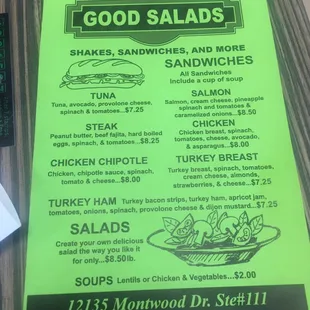 GOOD SALADS
SHAKES, SANDWICHES, AND MORE
SANDWICHES
All Sandwiches
Include a cup of soup
TUNA
Tuna, avocado, provolone cheese,
spinach & tomatoes...$7.25
SALMON
Salmon, cream cheese, pineapple
spinach and tomatoes &
caramelized onions...$8.50
STEAK
Peanut butter, beef fajita, hard boiled
eggs, spinach, & tomatoes...$8.25
CHICKEN
Chicken breast, spinach,
tomatoes, cheese, avocado,
& asparagus...$8.00
CHICKEN CHIPOTLE
Chicken, chipotle sauce, spinach,
tomato & cheese...$8.00
TURKEY BREAST
Turkey breast, spinach, tomatoes,
cream cheese, almonds,
strawberries, & cheese...$7.25
TURKEY HAM Turkey bacon strips, turkey ham, apricot jam,
tomatoes, onions, spinach, provolone cheese & dijon mustard...$7.25
SALADS
Create your own delicious
salad the way you like it
for only...$8.50lb.
SOUPS Lentils or Chicken & Vegetables...$2.00
12135 Montwood Dr. Ste#111